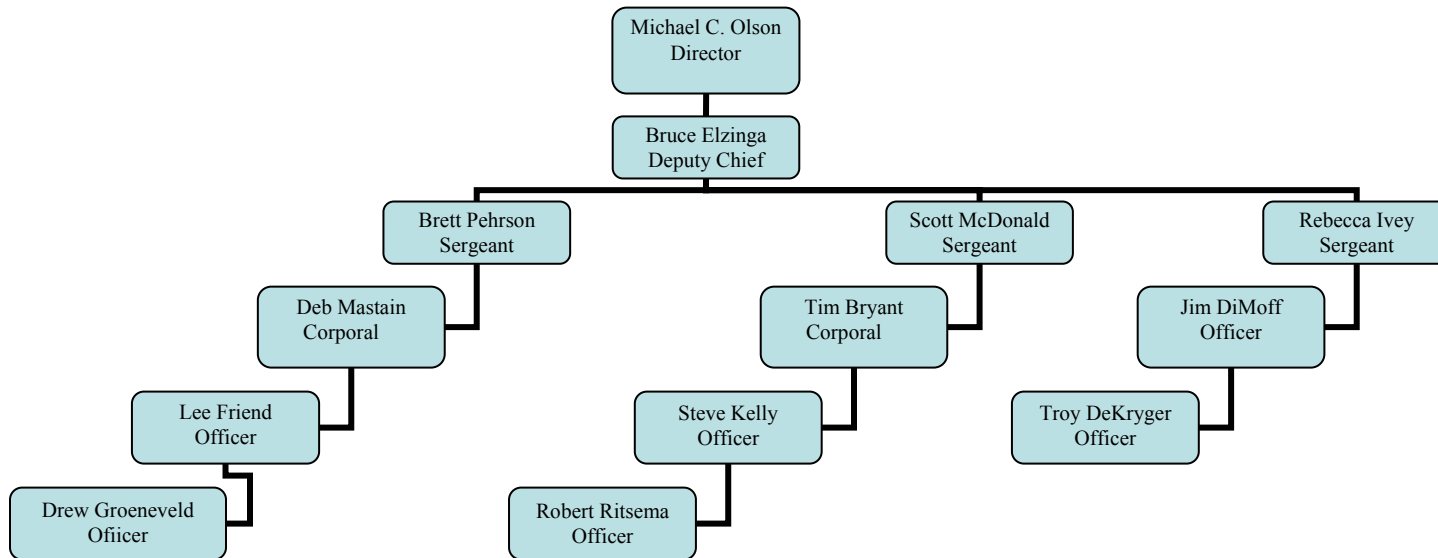 Michael C. Olson
Director
Bruce Elzinga
Deputy Chief
Brett Pehrson
Sergeant
Scott McDonald
Sergeant
Rebecca Ivey
Sergeant
Deb Mastain
Corporal
Tim Bryant
Corporal
Jim DiMoff
Officer
Lee Friend
Officer
Steve Kelly
Officer
Troy DeKryger
Officer
Drew Groeneveld
Ofiicer
Robert Ritsema
Officer